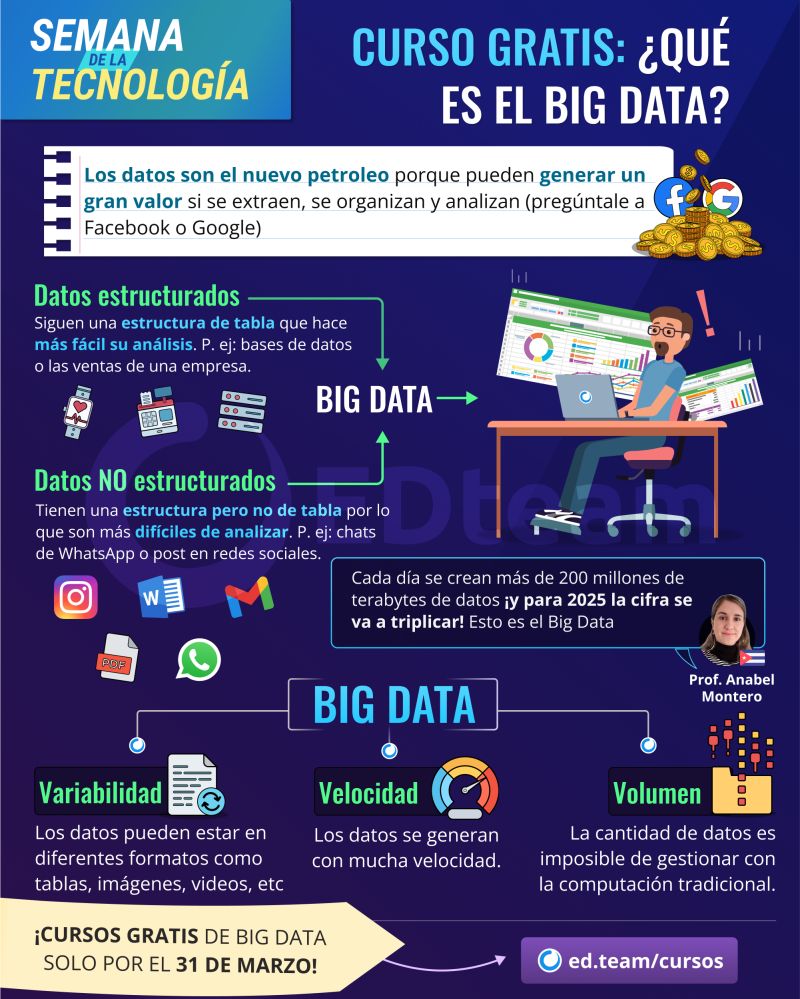 SEMANA
DE LA
TECNOLOGÍA
CURSO GRATIS: ¿QUÉ
ES EL BIG DATA?
Los datos son el nuevo petroleo porque pueden generar un
gran valor si se extraen, se organizan y analizan (pregúntale a
Facebook o Google)
Datos estructurados
Siguen una estructura de tabla que hace
más fácil su análisis. P. ej: bases de datos
o las ventas de una empresa.
BIG DATA
Datos NO estructurados
Tienen una estructura pero no de tabla por lo
que son más difíciles de analizar. P. ej: chats
de WhatsApp o post en redes sociales.
EDteam
W
PDF
Cada día se crean más de 200 millones de
terabytes de datos ¡y para 2025 la cifra se
va a triplicar! Esto es el Big Data
Prof. Anabel
Montero
BIG DATA
Variabilidad
Los datos pueden estar en
diferentes formatos como
tablas, imágenes, videos, etc
Velocidad
Los datos se generan
con mucha velocidad.
Volumen
La cantidad de datos es
imposible de gestionar con
la computación tradicional.
¡CURSOS GRATIS DE BIG DATA
SOLO POR EL 31 DE MARZO!
ed.team/cursos